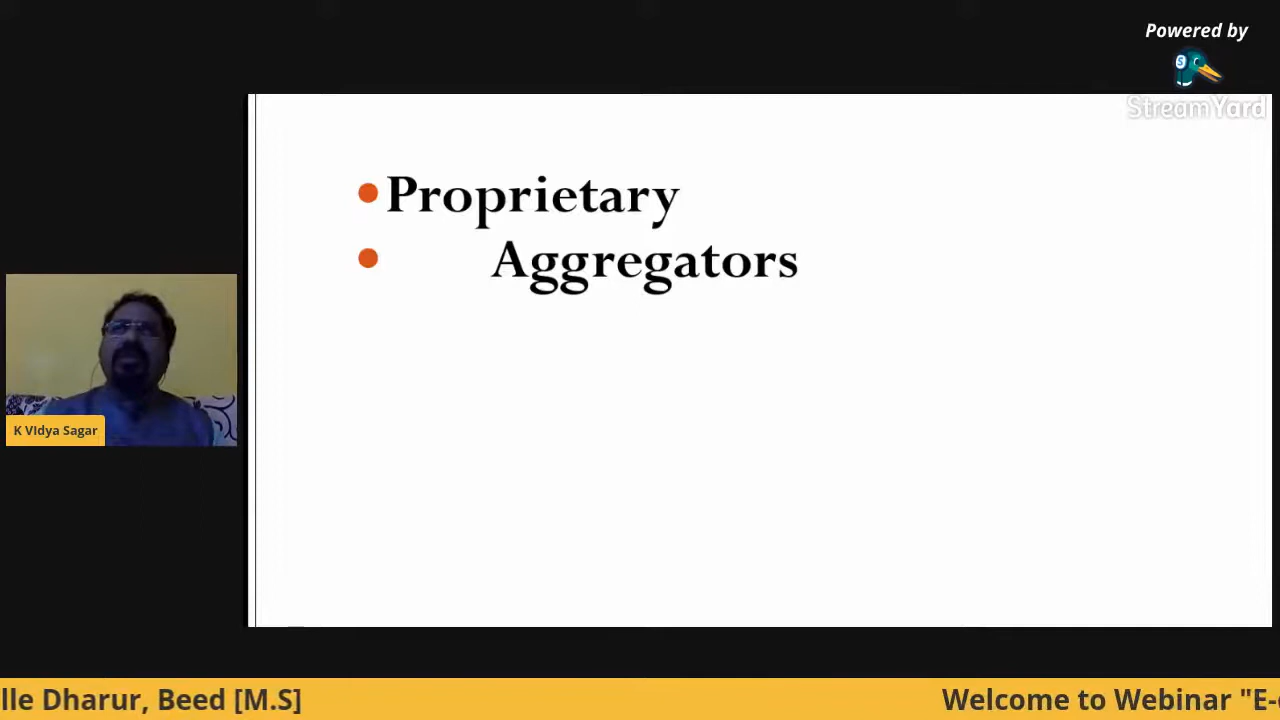 Powered by
StreamYard
•Proprietary
• Aggregators
K VIdya Sagar
lle Dharur, Beed [M.S]
Welcome to Webinar "E-